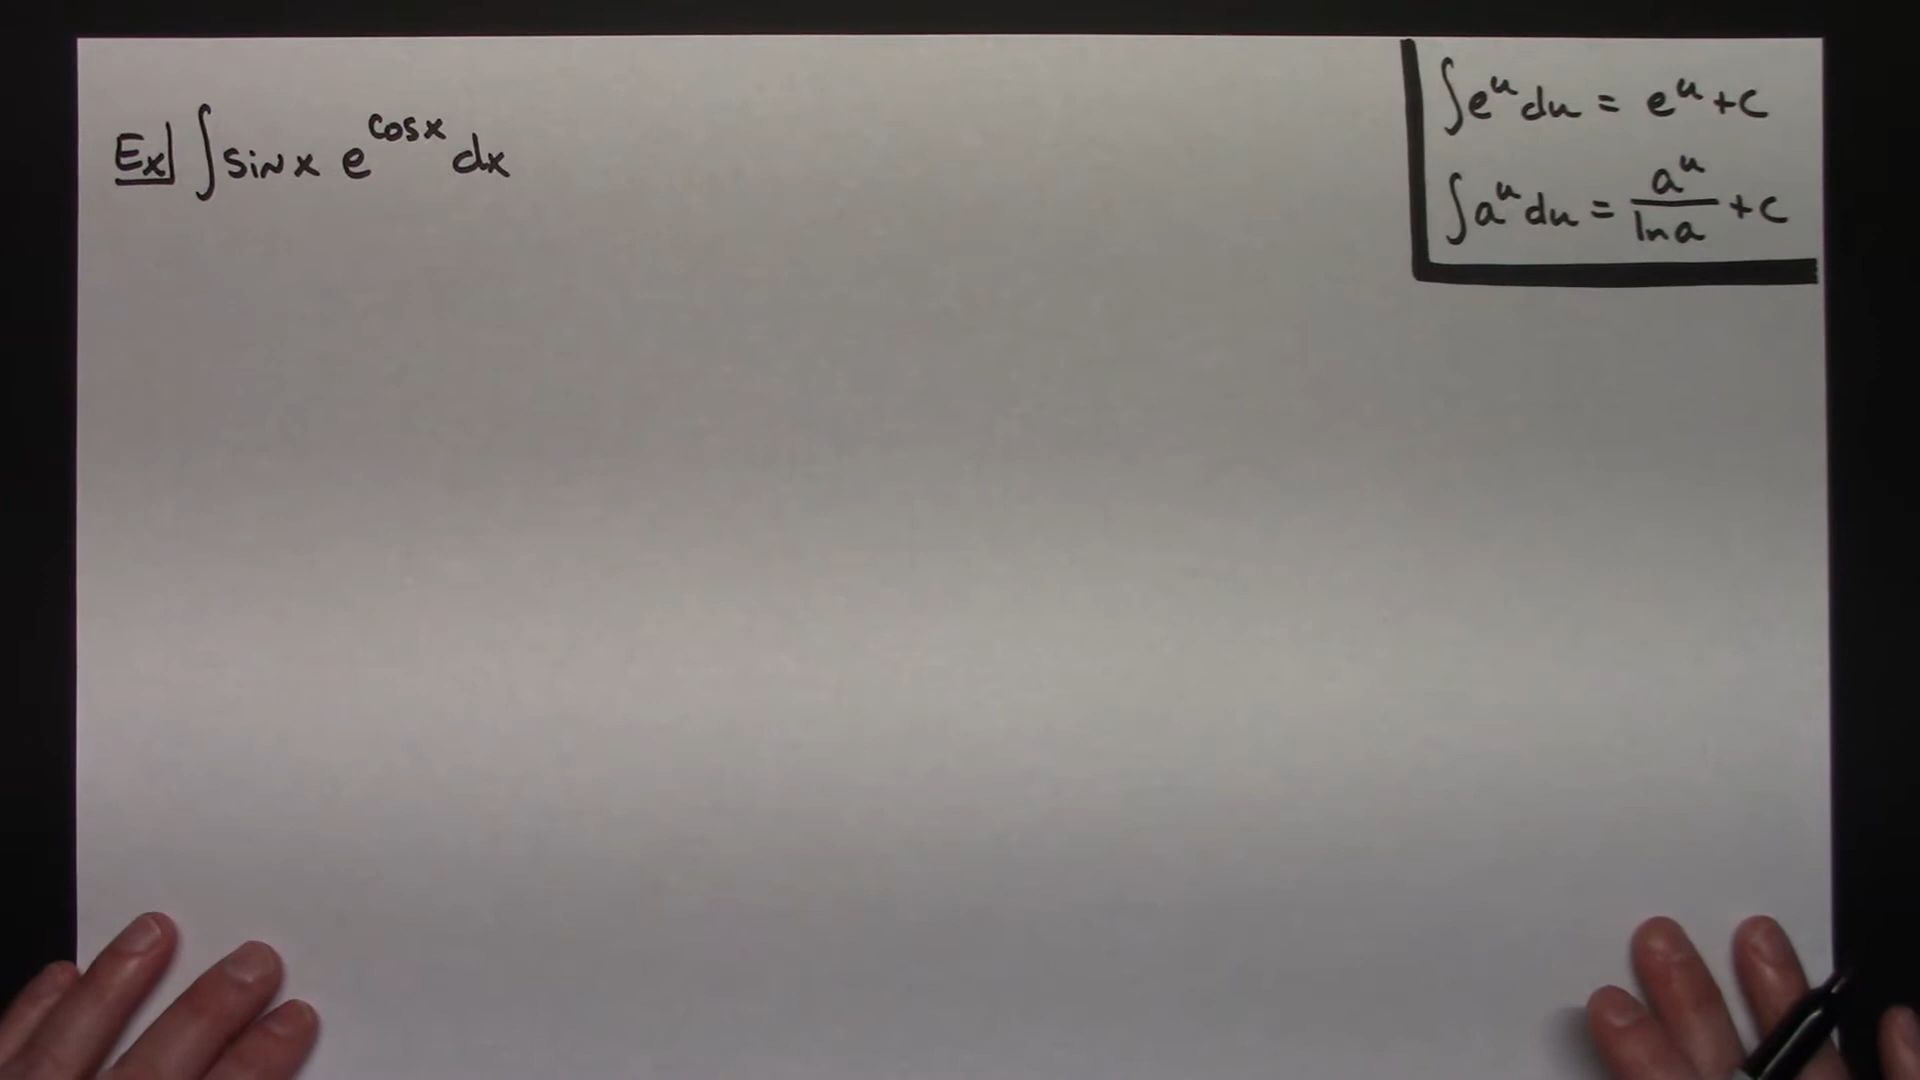 Ex| ∫ sin x e^{cos x} dx
∫ e^u du = e^u + c
∫ a^u du = a^u / ln a + c